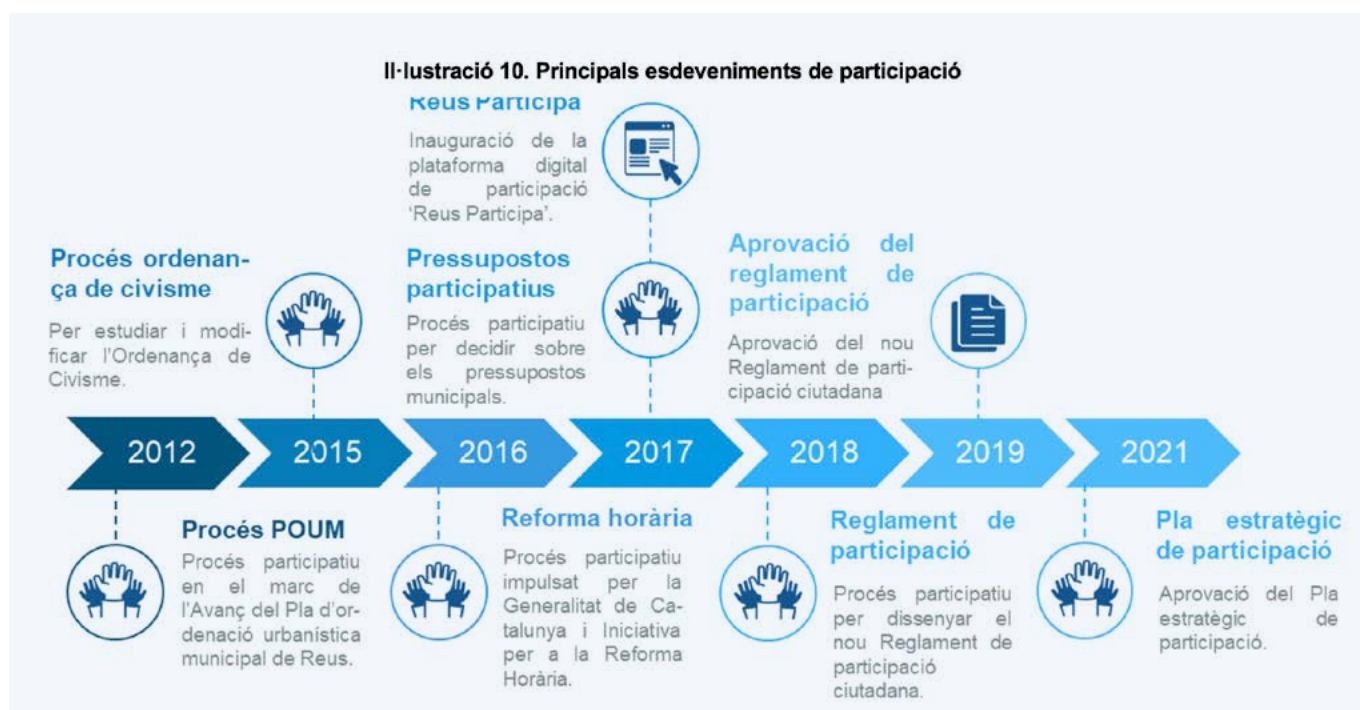 Il·lustració 10. Principals esdeveniments de participació
Reus Participa
Inauguració de la
plataforma digital
de participació
‘Reus Participa’.
Procés ordenan-
ça de civisme
Per estudiar i modi-
ficar l’Ordenança de
Civisme.
Pressupostos
participatius
Procés participatiu
per decidir sobre
els pressupostos
municipals.
Aprovació del
reglament de
participació
Aprovació del nou
Reglament de parti-
cipació ciutadana
2012 2015 2016 2017 2018 2019 2021
Procés POUM
Procés participatiu
en el marc de
l’Avanç del Pla d’or-
denació urbanística
municipal de Reus.
Reforma horària
Procés participatiu
impulsat per la
Generalitat de Ca-
talunya i Iniciativa
per a la Reforma
Horària.
Reglament de
participació
Procés participatiu
per dissenyar el
nou Reglament de
participació
ciutadana.
Pla estratègic
de participació
Aprovació del Pla
estratègic de
participació.